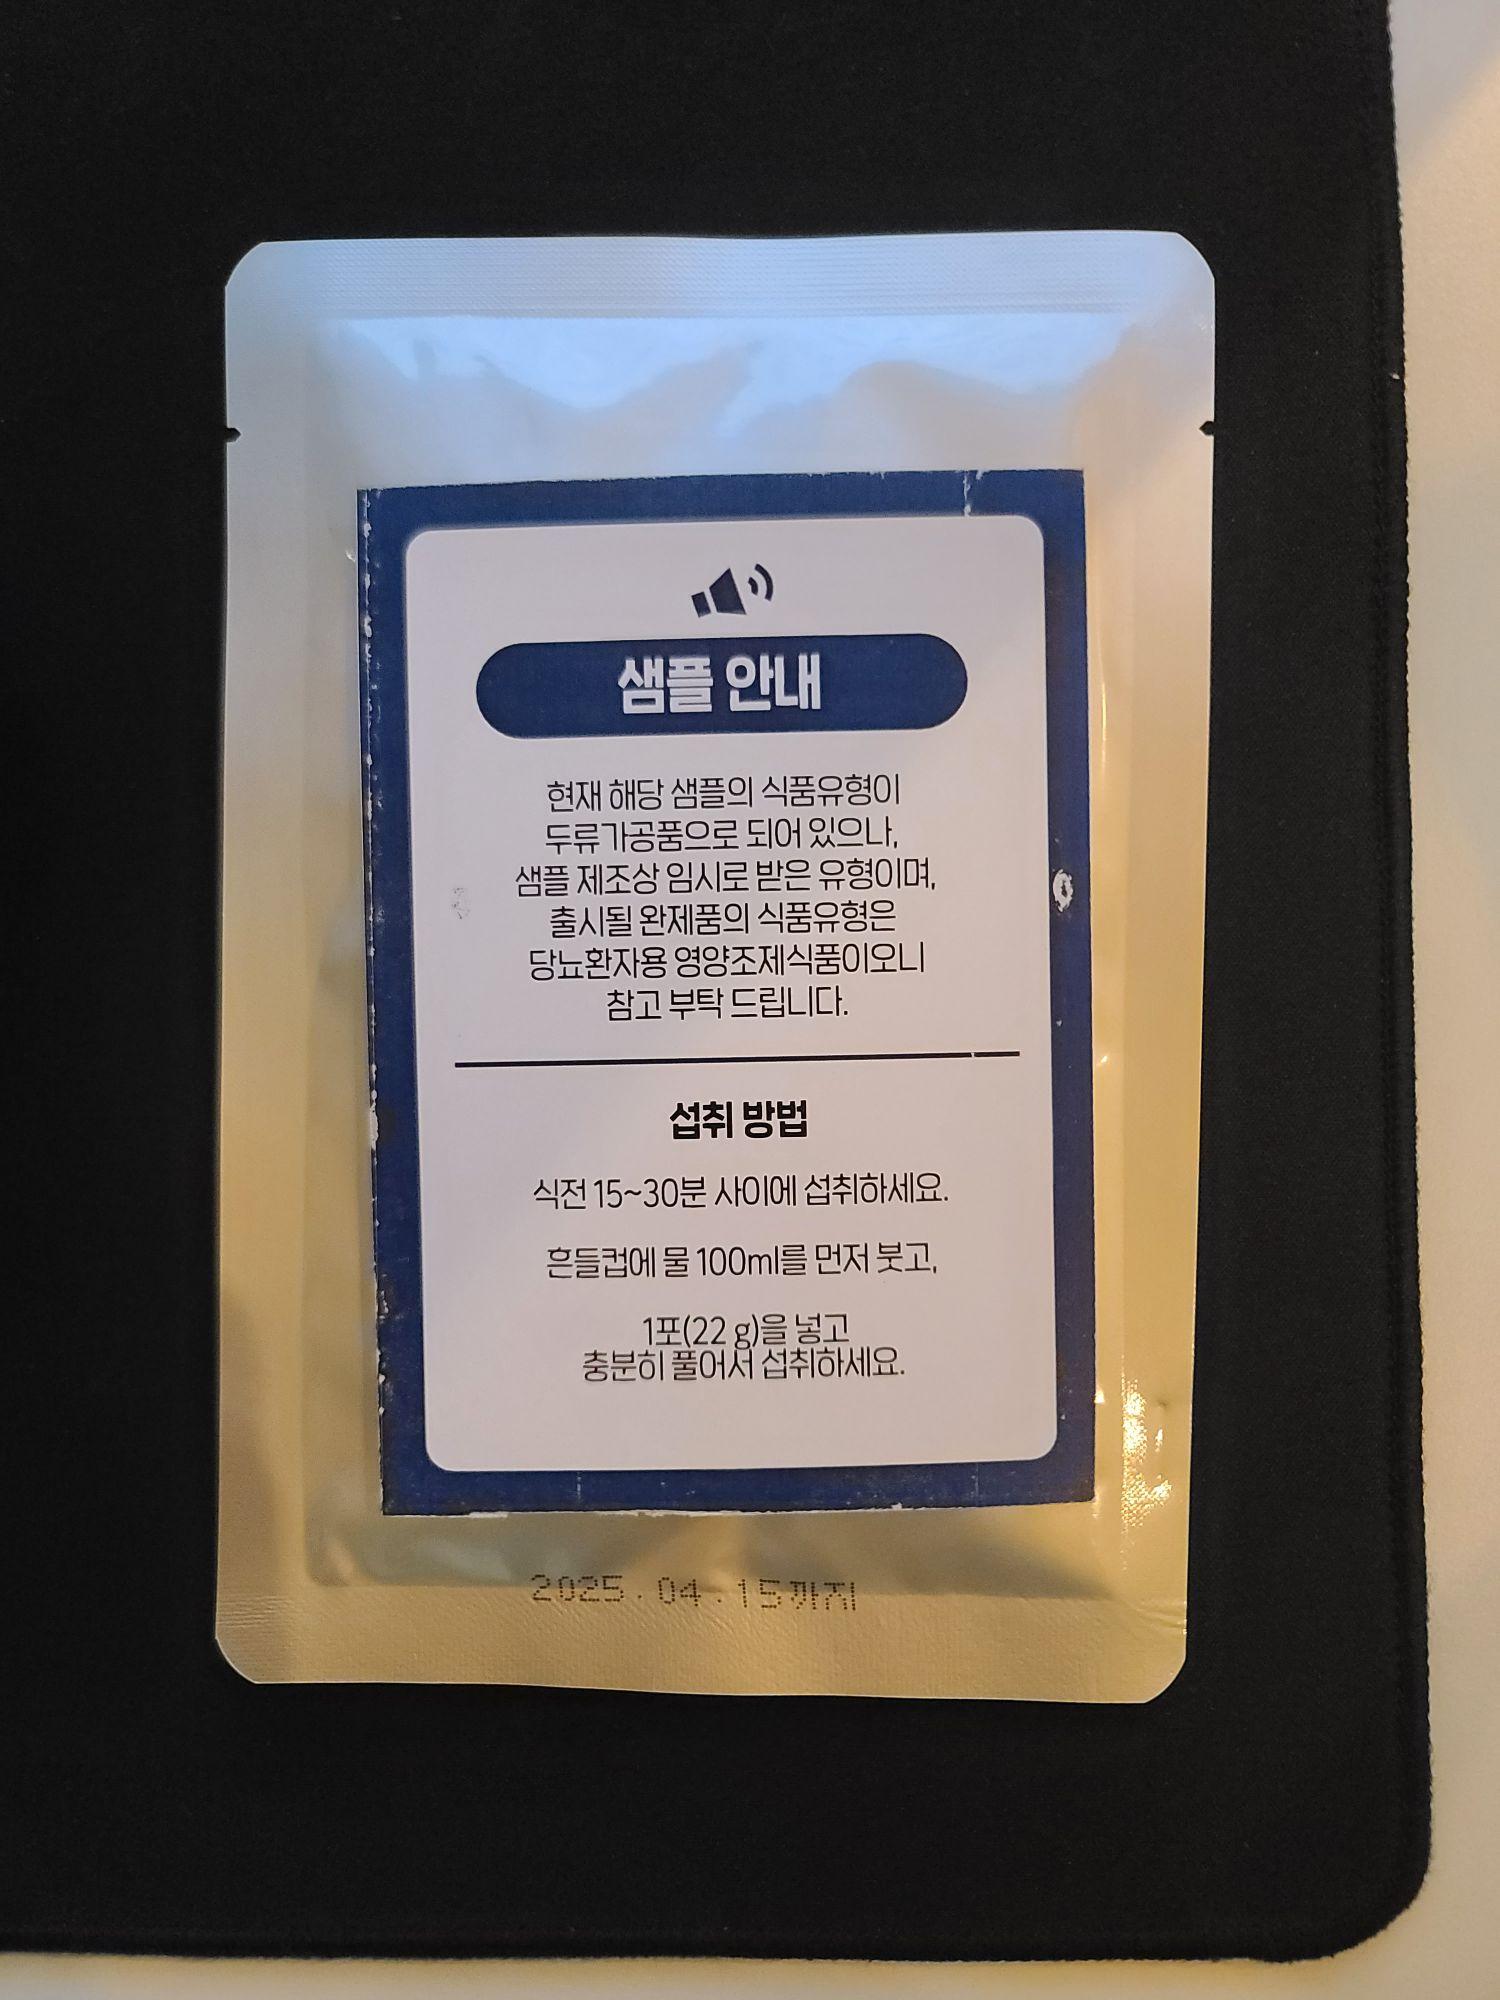 샘플 안내
현재 해당 샘플의 식품유형이
두류가공품으로 되어 있으나,
샘플 제조상 임시로 받은 유형이며,
출시될 완제품의 식품유형은
당뇨환자용 영양조제식품이오니
참고 부탁 드립니다.
섭취 방법
식전 15~30분 사이에 섭취하세요.
흔들컵에 물 100ml를 먼저 붓고,
1포(22 g)을 넣고
충분히 풀어서 섭취하세요.
2025.04.15까지